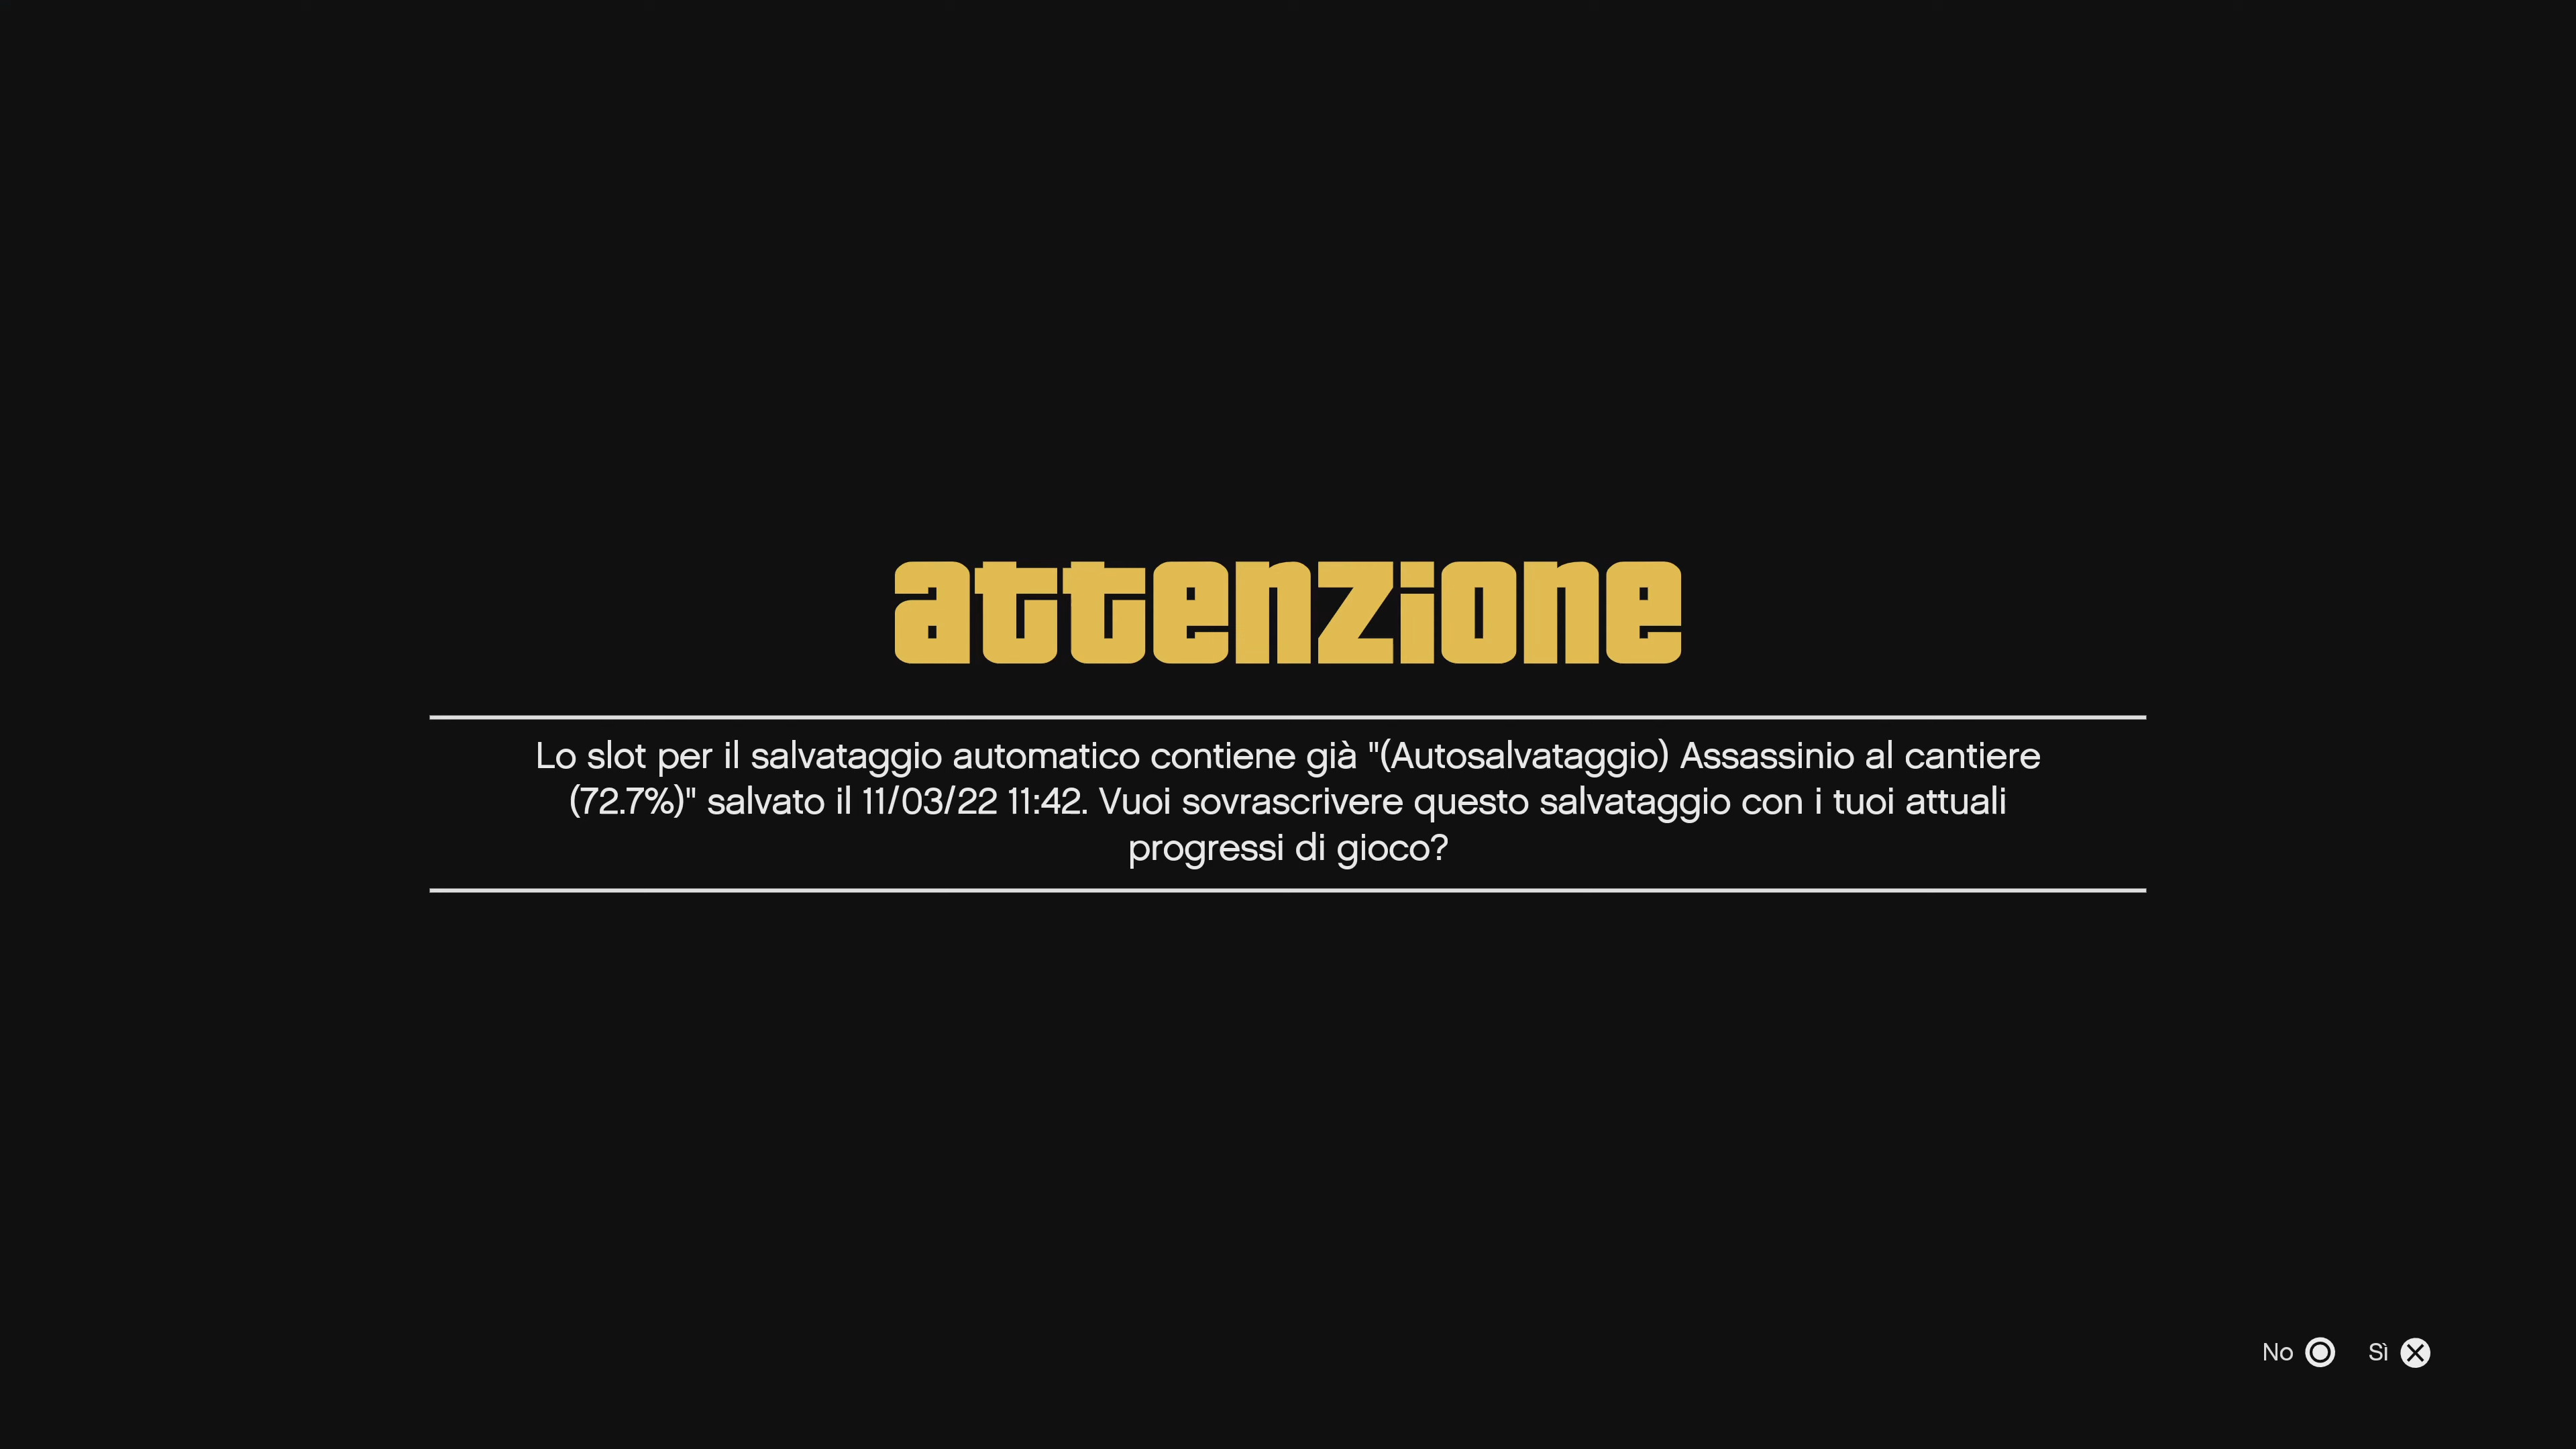 attenzione
Lo slot per il salvataggio automatico contiene già "(Autosalvataggio) Assassinio al cantiere
(72.7%)" salvato il 11/03/22 11:42. Vuoi sovrascrivere questo salvataggio con i tuoi attuali
progressi di gioco?
No Sì